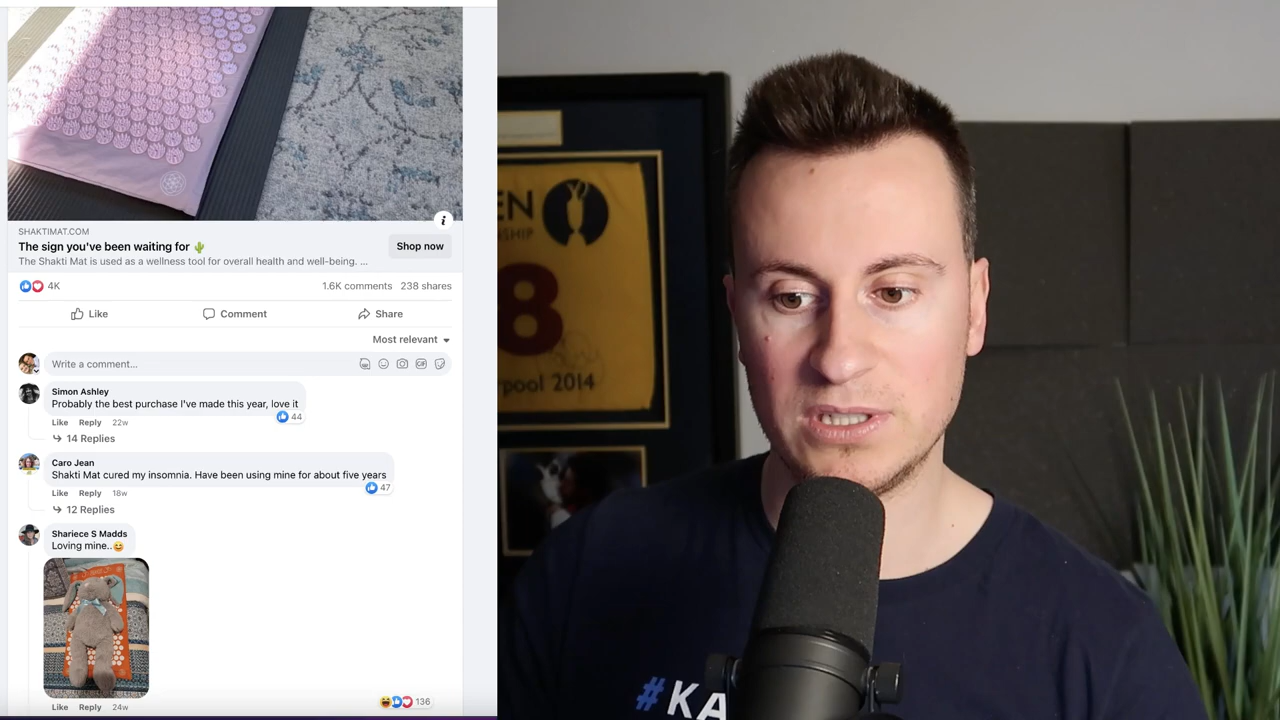 SHAKTIMAT.COM
The sign you've been waiting for 🌵
Shop now
The Shakti Mat is used as a wellness tool for overall health and well-being. ...
4K
1.6K comments 238 shares
Like
Comment
Share
Most relevant
Write a comment...
GIF
Simon Ashley
Probably the best purchase I've made this year, love it
44
Like Reply 22w
14 Replies
Caro Jean
Shakti Mat cured my insomnia. Have been using mine for about five years
47
Like Reply 18w
12 Replies
Shariece S Madds
Loving mine..😊
Like Reply 24w
136
EN
SHIP
8
pool 2014
#KA